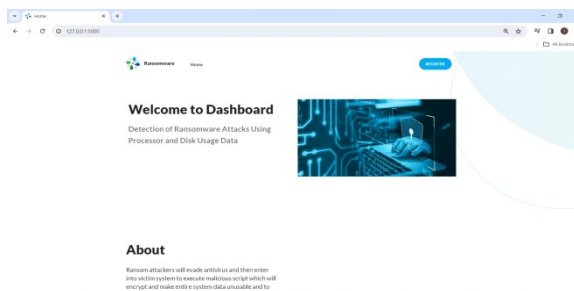 Home
127.0.0.1:5000
All Bookma
Ransomware
Home
REGISTER
Welcome to Dashboard
Detection of Ransomware Attacks Using
Processor and Disk Usage Data
About
Ransom attackers will evade antivirus and then enter
into victim system to execute malicious script which will
encrypt and make entire system data unusable and to